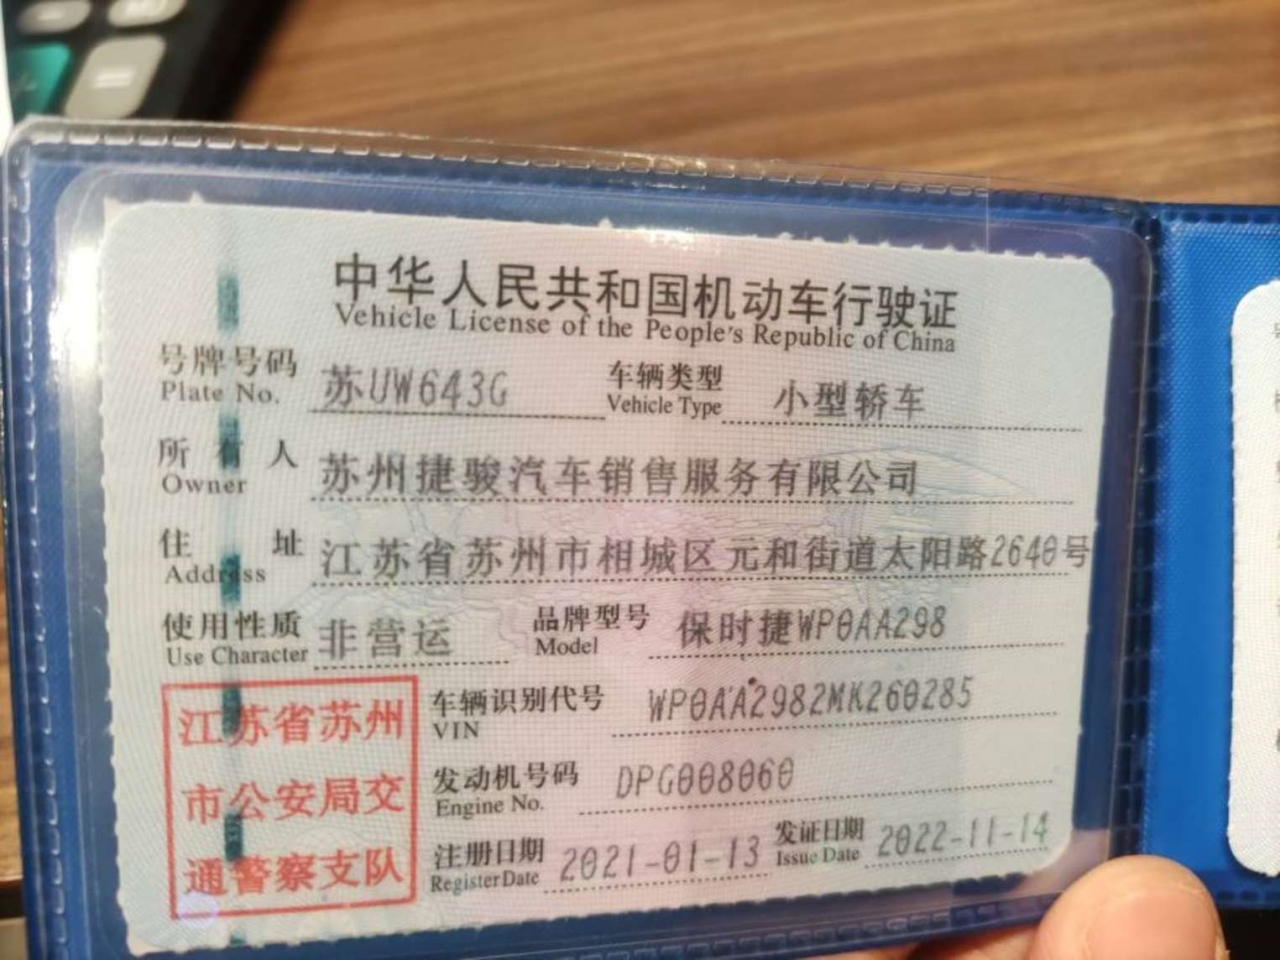 中华人民共和国机动车行驶证
Vehicle License of the People's Republic of China
号牌号码 苏UW643G 车辆类型 小型轿车
Plate No. Vehicle Type
所有人 苏州捷骏汽车销售服务有限公司
Owner
住址 江苏省苏州市相城区元和街道太阳路2640号
Address
使用性质 非营运 品牌型号 保时捷WP0AA298
Use Character Model
江苏省苏州
市公安局交
通警察支队
车辆识别代号 WP0AA2982MK260285
VIN
发动机号码 DPG008060
Engine No.
注册日期 2021-01-13 发证日期 2022-11-14
Register Date Issue Date